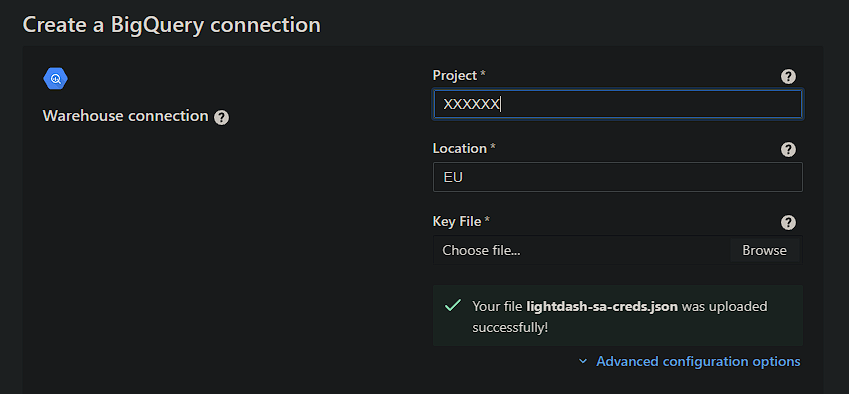 Create a BigQuery connection
Project *
?
XXXXXX
Warehouse connection ?
Location *
?
EU
Key File *
?
Choose file...
Browse
Your file lightdash-sa-creds.json was uploaded
successfully!
Advanced configuration options